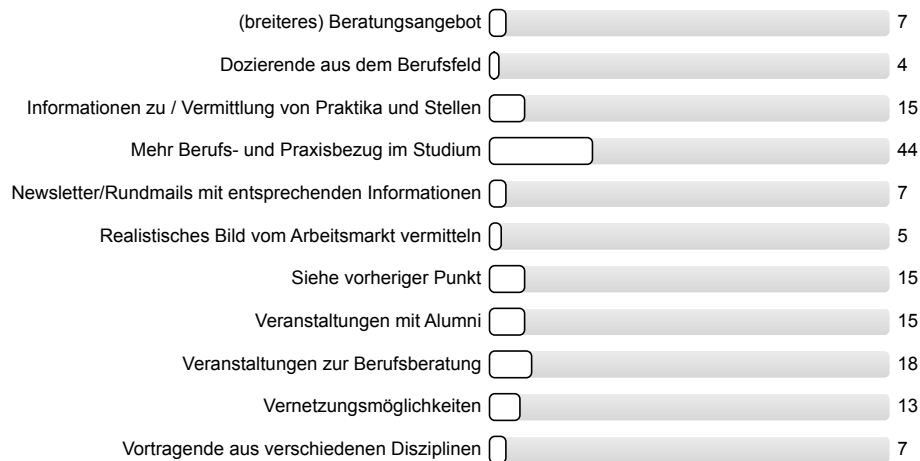 (breiteres) Beratungsangebot 7
Dozierende aus dem Berufsfeld 4
Informationen zu / Vermittlung von Praktika und Stellen 15
Mehr Berufs- und Praxisbezug im Studium 44
Newsletter/Rundmails mit entsprechenden Informationen 7
Realistisches Bild vom Arbeitsmarkt vermitteln 5
Siehe vorheriger Punkt 15
Veranstaltungen mit Alumni 15
Veranstaltungen zur Berufsberatung 18
Vernetzungsmöglichkeiten 13
Vortragende aus verschiedenen Disziplinen 7